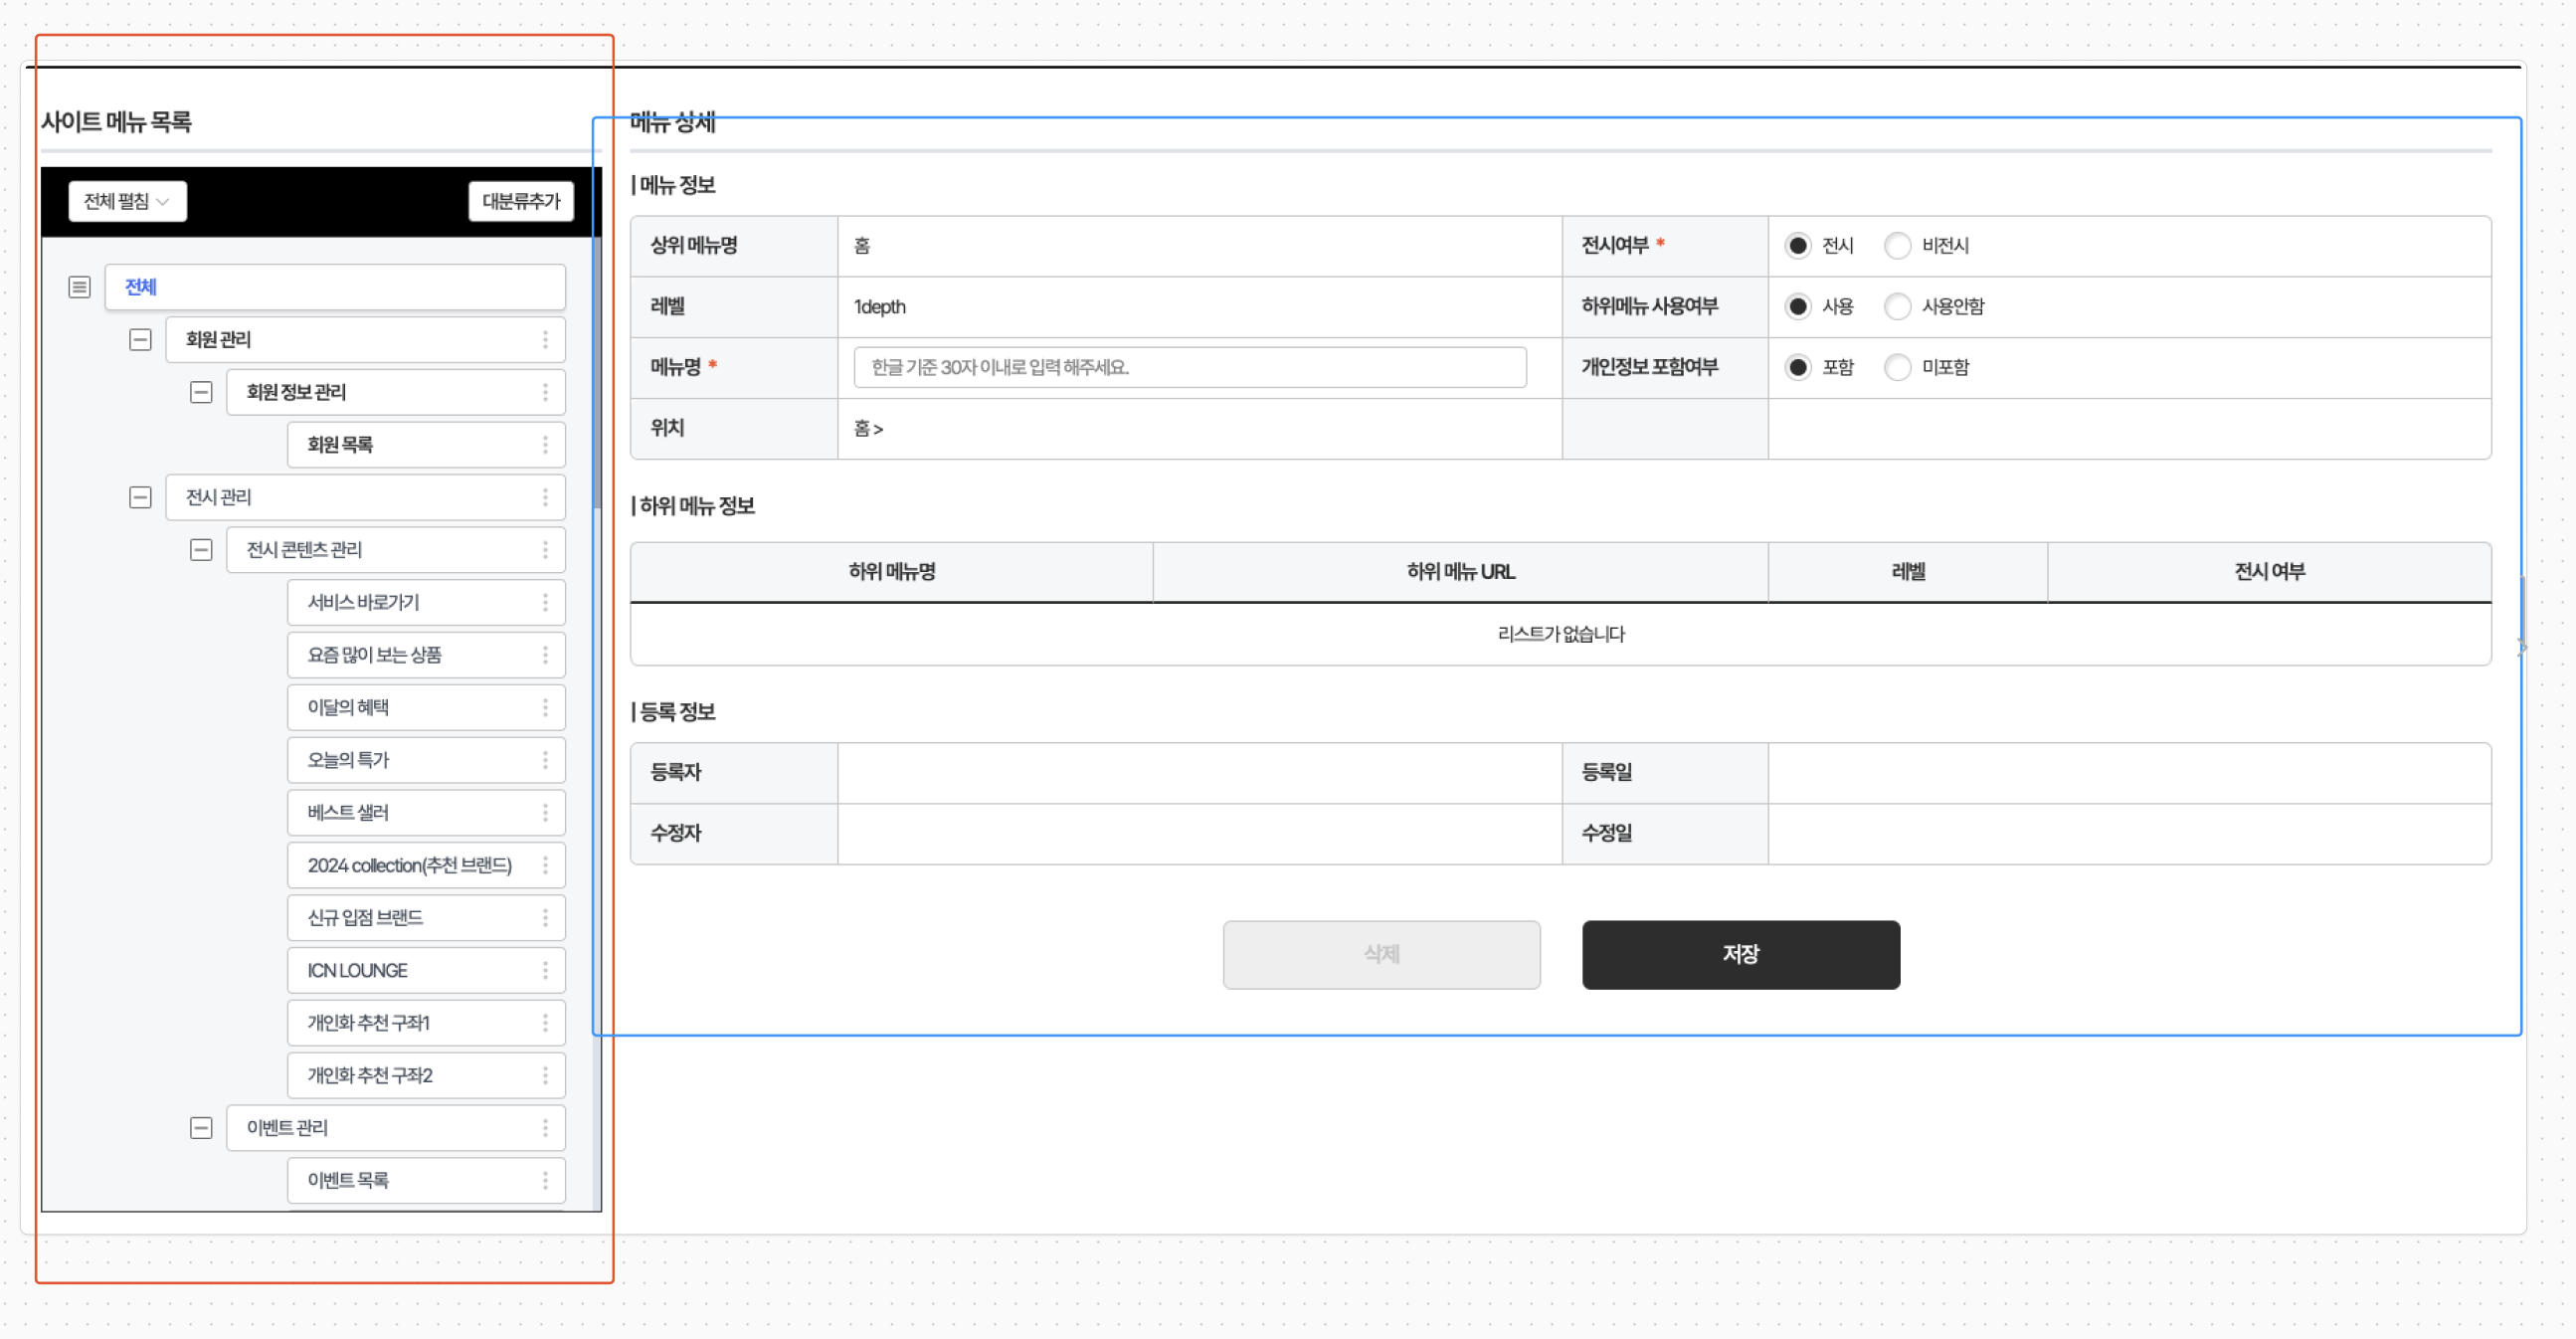 사이트 메뉴 목록
전체 펼침
대분류추가
전체
회원 관리
회원 정보 관리
회원 목록
전시 관리
전시 콘텐츠 관리
서비스 바로가기
요즘 많이 보는 상품
이달의 혜택
오늘의 특가
베스트 샐러
2024 collection(추천 브랜드)
신규 입점 브랜드
ICN LOUNGE
개인화 추천 구좌1
개인화 추천 구좌2
이벤트 관리
이벤트 목록
메뉴 상세
| 메뉴 정보
상위 메뉴명 홈 전시여부 * 전시 비전시
레벨 1depth 하위메뉴 사용여부 사용 사용안함
메뉴명 * 한글 기준 30자 이내로 입력 해주세요. 개인정보 포함여부 포함 미포함
위치 홈 >
| 하위 메뉴 정보
하위 메뉴명 하위 메뉴 URL 레벨 전시 여부
리스트가 없습니다
| 등록 정보
등록자 등록일
수정자 수정일
삭제 저장